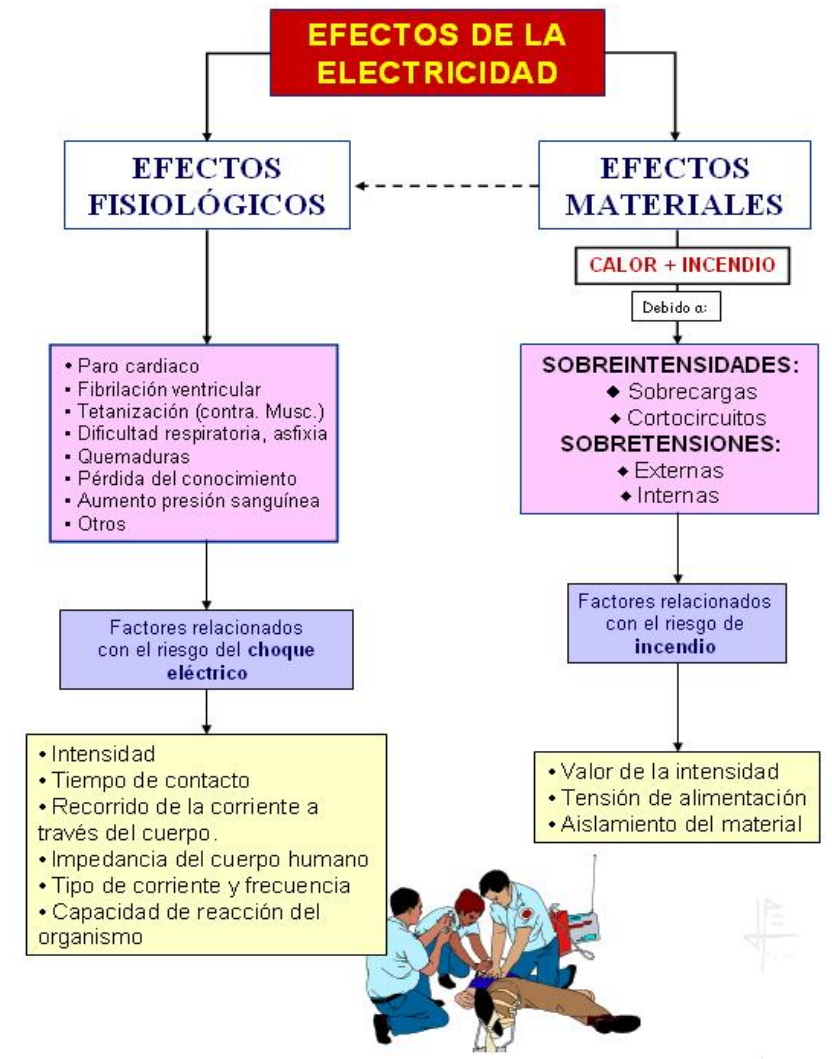 EFECTOS DE LA
ELECTRICIDAD
EFECTOS
FISIOLÓGICOS
EFECTOS
MATERIALES
CALOR + INCENDIO
Debido a:
• Paro cardiaco
▪ Fibrilación ventricular
▪ Tetanización (contra. Musc.)
▪ Dificultad respiratoria, asfixia
▪ Quemaduras
▪ Pérdida del conocimiento
▪ Aumento presión sanguínea
▪ Otros
SOBREINTENSIDADES:
◆ Sobrecargas
◆ Cortocircuitos
SOBRETENSIONES:
◆ Externas
◆ Internas
Factores relacionados
con el riesgo del choque
eléctrico
Factores relacionados
con el riesgo de
incendio
• Intensidad
• Tiempo de contacto
• Recorrido de la corriente a
través del cuerpo.
• Impedancia del cuerpo humano
• Tipo de corriente y frecuencia
• Capacidad de reacción del
organismo
• Valor de la intensidad
• Tensión de alimentación
• Aislamiento del material